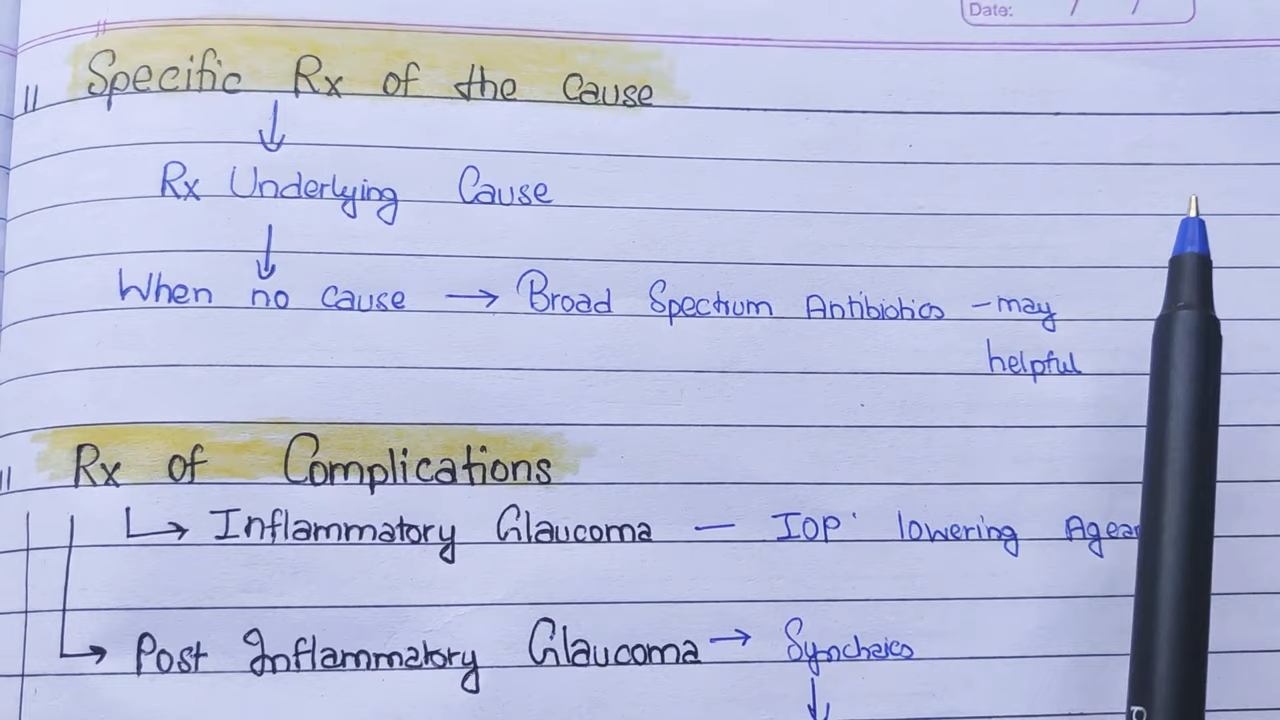 Date: / /
Specific Rx of the Cause
Rx Underlying Cause
When no cause → Broad Spectrum Antibiotics - may
helpful
Rx of Complications
Inflammatory Glaucoma — IOP lowering
Post Inflammatory Glaucoma →